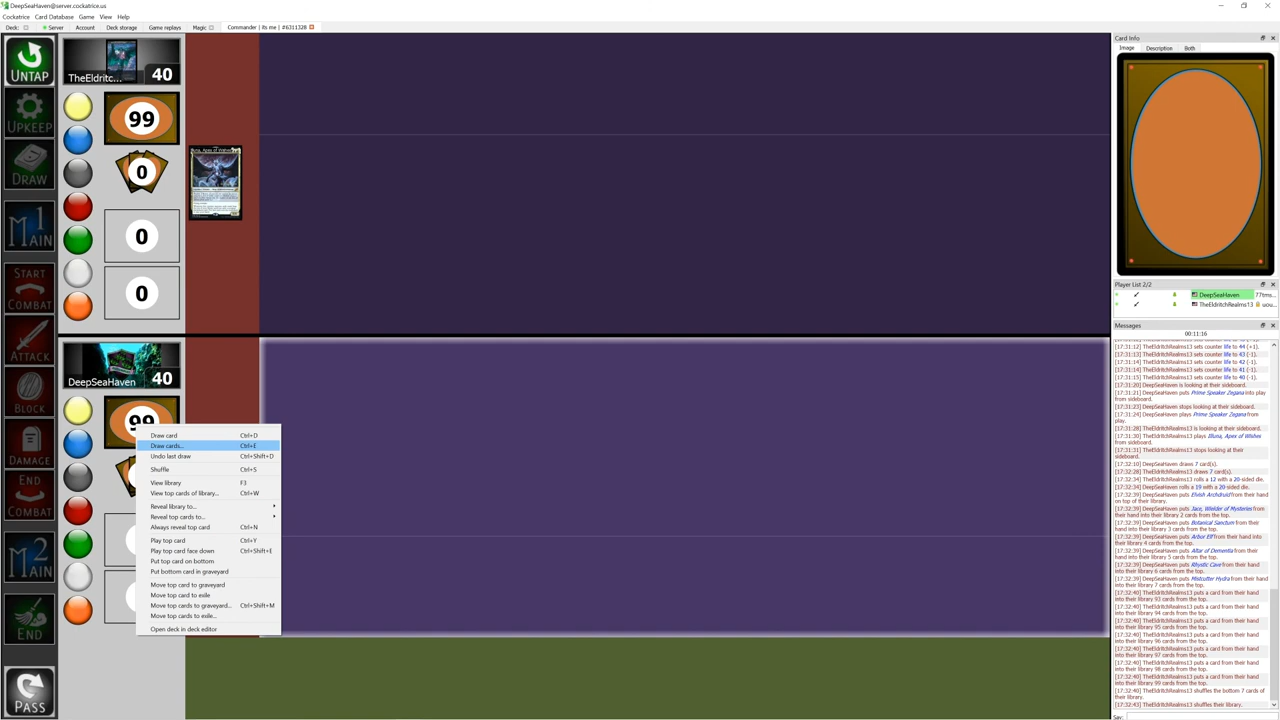 DeepSeaHaven@server.cockatrice.us
Cockatrice Card Database Game View Help
Deck: Server Account Deck storage Game replays Magic Commander | its me | #6311328
UNTAP
UPKEEP
DRAW
M1 MAIN
START COMBAT
ATTACK
BLOCK
DAMAGE
END COMBAT
M2 MAIN
END
PASS
TheEldritc... 40
99
0
0
0
DeepSeaHaven 40
99
Draw card Ctrl+D
Draw cards... Ctrl+E
Undo last draw Ctrl+Shift+D
Shuffle Ctrl+S
View library F3
View top cards of library... Ctrl+W
Reveal library to...
Reveal top cards to...
Always reveal top card Ctrl+N
Play top card Ctrl+Y
Play top card face down Ctrl+Shift+E
Put top card on bottom
Put bottom card in graveyard
Move top card to graveyard
Move top card to exile
Move top cards to graveyard... Ctrl+Shift+M
Move top cards to exile...
Open deck in deck editor
Card Info
Image Description Both
Player List 2/2
DeepSeaHaven 77tms...
TheEldritchRealms13 uou...
Messages
00:11:16
[17:31:12] TheEldritchRealms13 sets counter life to 44 (+1).
[17:31:13] TheEldritchRealms13 sets counter life to 43 (-1).
[17:31:14] TheEldritchRealms13 sets counter life to 42 (-1).
[17:31:14] TheEldritchRealms13 sets counter life to 41 (-1).
[17:31:15] TheEldritchRealms13 sets counter life to 40 (-1).
[17:31:20] DeepSeaHaven is looking at their sideboard.
[17:31:21] DeepSeaHaven puts Prime Speaker Zegana into play
from sideboard.
[17:31:23] DeepSeaHaven stops looking at their sideboard.
[17:31:24] DeepSeaHaven plays Prime Speaker Zegana from
play.
[17:31:28] TheEldritchRealms13 is looking at their sideboard.
[17:31:30] TheEldritchRealms13 plays Illuna, Apex of Wishes
from sideboard.
[17:31:31] TheEldritchRealms13 stops looking at their
sideboard.
[17:32:10] DeepSeaHaven draws 7 card(s).
[17:32:23] TheEldritchRealms13 draws 7 card(s).
[17:32:34] TheEldritchRealms13 rolls a 12 with a 20-sided die.
[17:32:34] DeepSeaHaven rolls a 19 with a 20-sided die.
[17:32:39] DeepSeaHaven puts Elvish Archdruid from their hand
on top of their library.
[17:32:39] DeepSeaHaven puts Jace, Wielder of Mysteries from
their hand into their library 2 cards from the top.
[17:32:39] DeepSeaHaven puts Botanical Sanctum from their
hand into their library 3 cards from the top.
[17:32:39] DeepSeaHaven puts Arbor Elf from their hand into
their library 4 cards from the top.
[17:32:39] DeepSeaHaven puts Altar of Dementia from their
hand into their library 5 cards from the top.
[17:32:39] DeepSeaHaven puts Rhystic Cave from their hand
into their library 6 cards from the top.
[17:32:39] DeepSeaHaven puts Mistcutter Hydra from their hand
into their library 7 cards from the top.
[17:32:40] TheEldritchRealms13 puts a card from their hand
into their library 93 cards from the top.
[17:32:40] TheEldritchRealms13 puts a card from their hand
into their library 94 cards from the top.
[17:32:40] TheEldritchRealms13 puts a card from their hand
into their library 95 cards from the top.
[17:32:40] TheEldritchRealms13 puts a card from their hand
into their library 96 cards from the top.
[17:32:40] TheEldritchRealms13 puts a card from their hand
into their library 97 cards from the top.
[17:32:40] TheEldritchRealms13 puts a card from their hand
into their library 98 cards from the top.
[17:32:40] TheEldritchRealms13 puts a card from their hand
into their library 99 cards from the top.
[17:32:40] TheEldritchRealms13 shuffles the bottom 7 cards of
their library.
[17:32:43] TheEldritchRealms13 shuffles their library.
Say: